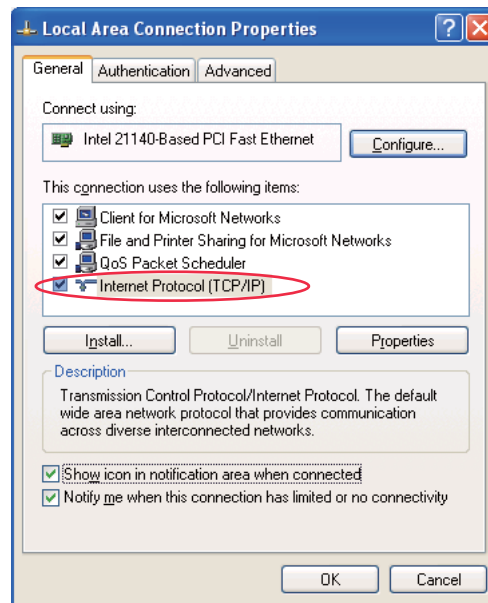 Local Area Connection Properties
General Authentication Advanced
Connect using:
Intel 21140-Based PCI Fast Ethernet Configure...
This connection uses the following items:
Client for Microsoft Networks
File and Printer Sharing for Microsoft Networks
QoS Packet Scheduler
Internet Protocol (TCP/IP)
Install... Uninstall Properties
Description
Transmission Control Protocol/Internet Protocol. The default
wide area network protocol that provides communication
across diverse interconnected networks.
Show icon in notification area when connected
Notify me when this connection has limited or no connectivity
OK Cancel